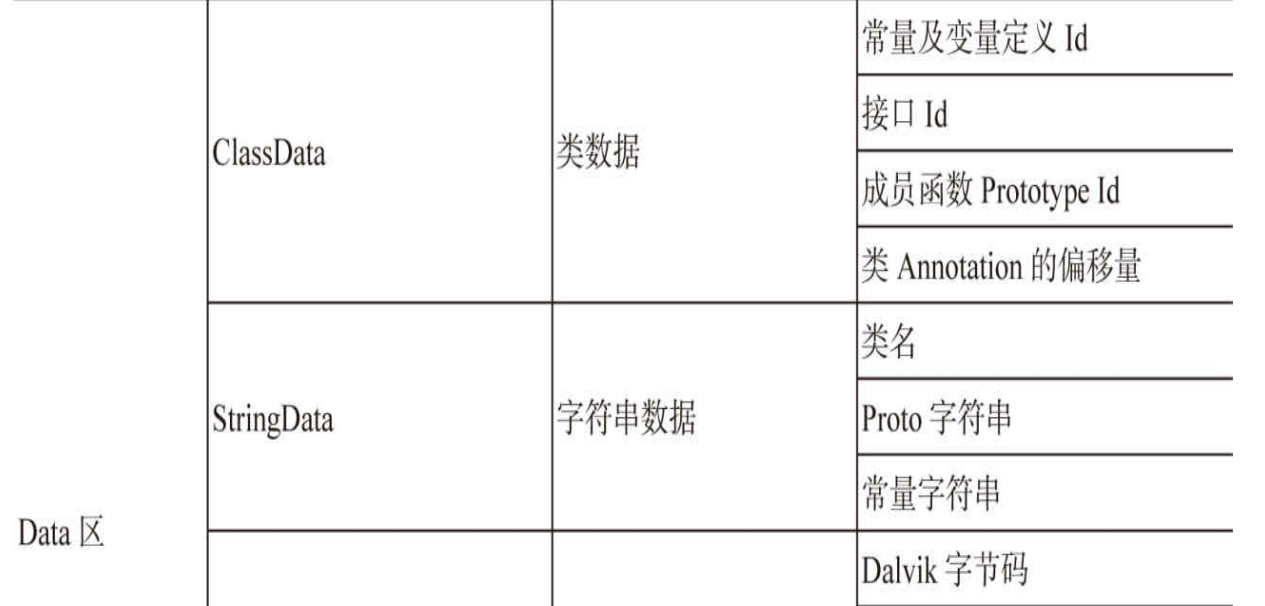 常量及变量定义 Id
接口 Id
ClassData
类数据
成员函数 Prototype Id
类 Annotation 的偏移量
类名
StringData
字符串数据
Proto 字符串
常量字符串
Data 区
Dalvik 字节码